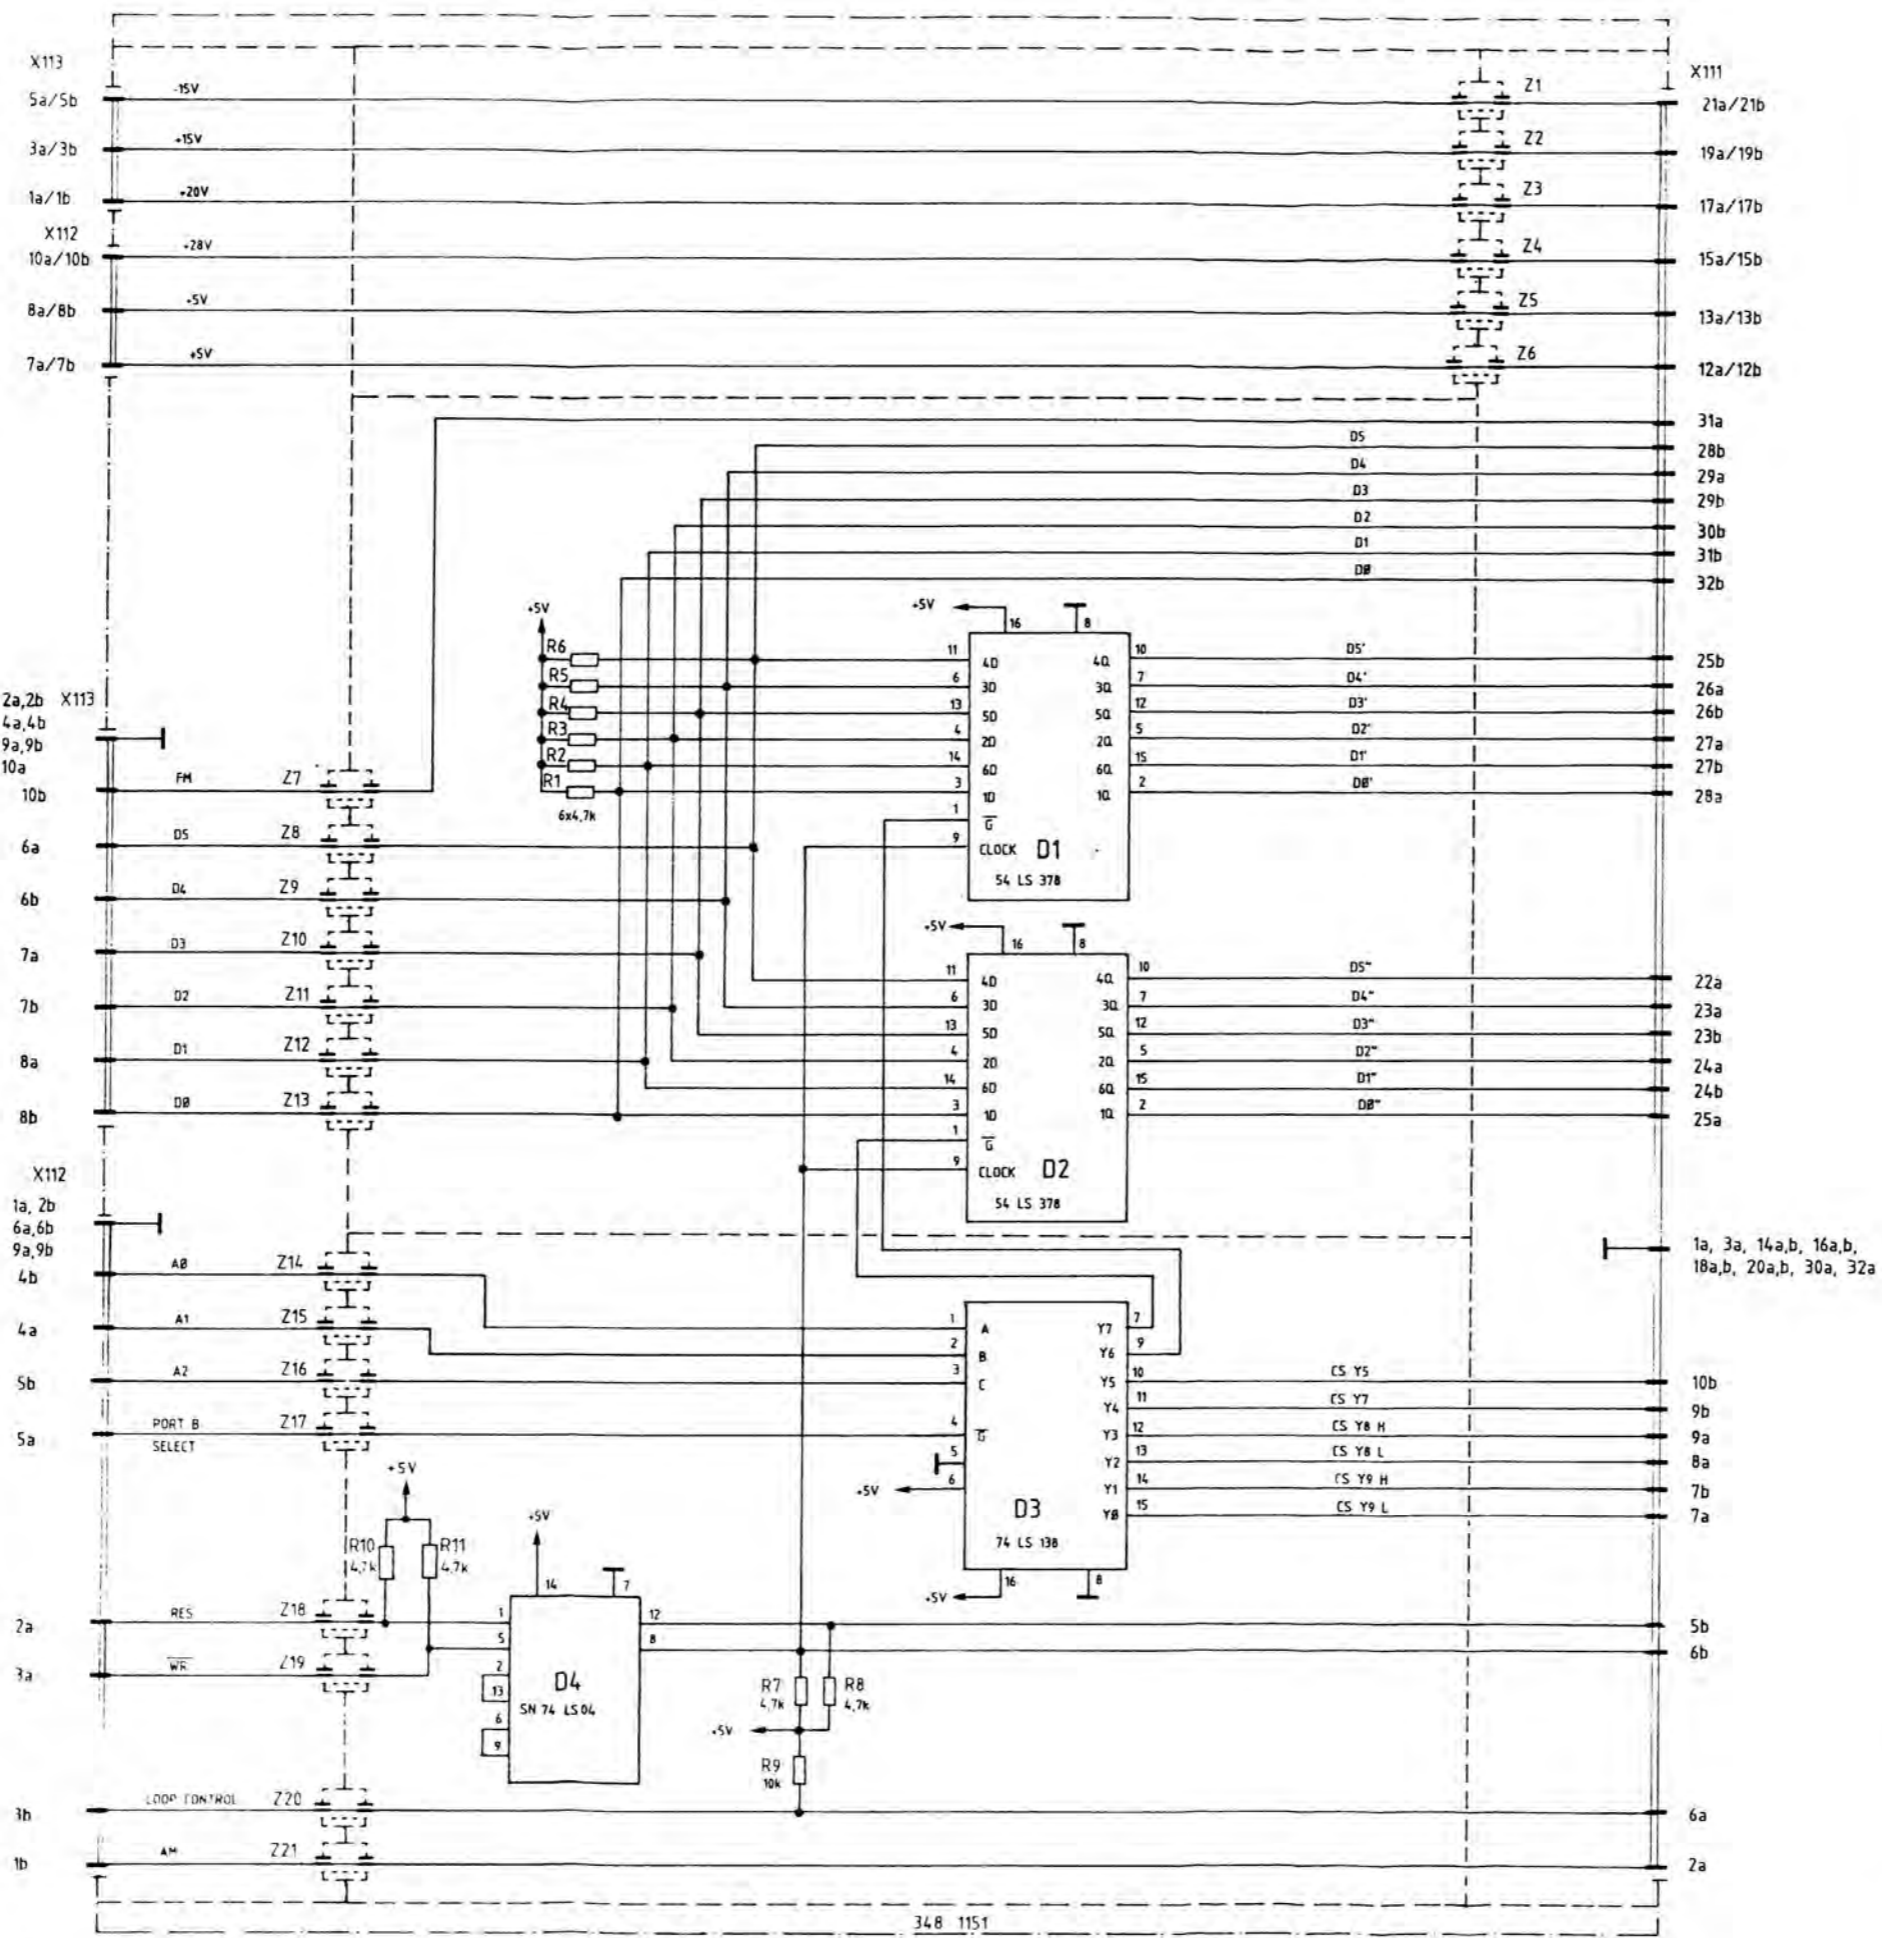 X113
X111
5a/5b
-15V
Z1
21a/21b
3a/3b
+15V
Z2
19a/19b
1a/1b
+20V
Z3
17a/17b
X112
10a/10b
+28V
Z4
15a/15b
8a/8b
+5V
Z5
13a/13b
7a/7b
+5V
Z6
12a/12b
31a
D5
28b
D4
29a
D3
29b
D2
30b
D1
31b
DØ
32b
+5V
+5V
16
8
R6
11
4D
4Q
10
D5'
25b
R5
6
3D
3Q
7
D4'
26a
R4
13
5D
5Q
12
D3'
26b
R3
4
2D
2Q
5
D2'
27a
R2
14
6D
6Q
15
D1'
27b
R1
3
1D
1Q
2
DØ'
28a
6x4,7k
1
G
9
CLOCK
D1
54 LS 378
2a,2b
X113
4a,4b
9a,9b
10a
10b
FM
Z7
6a
D5
Z8
6b
D4
Z9
7a
D3
Z10
7b
D2
Z11
8a
D1
Z12
8b
DØ
Z13
+5V
16
8
11
4D
4Q
10
D5"
22a
6
3D
3Q
7
D4"
23a
13
5D
5Q
12
D3"
23b
4
2D
2Q
5
D2"
24a
14
6D
6Q
15
D1"
24b
3
1D
1Q
2
DØ"
25a
1
G
9
CLOCK
D2
54 LS 378
X112
1a, 2b
6a,6b
9a,9b
1a, 3a, 14a,b, 16a,b,
18a,b, 20a,b, 30a, 32a
4b
AØ
Z14
4a
A1
Z15
5b
A2
Z16
5a
PORT B
SELECT
Z17
1
A
Y7
7
2
B
Y6
9
3
C
Y5
10
CS Y5
10b
Y4
11
CS Y7
9b
4
G
Y3
12
CS Y8 H
9a
5
Y2
13
CS Y8 L
8a
+5V
6
Y1
14
CS Y9 H
7b
YØ
15
CS Y9 L
7a
D3
74 LS 138
+5V
16
8
+5V
R10
4,7k
R11
4,7k
+5V
14
7
2a
RES
Z18
1
12
5b
5
8
6b
3a
WR
Z19
2
13
D4
SN 74 LS 04
6
9
R7
4,7k
R8
4,7k
+5V
R9
10k
3b
LOOP CONTROL
Z20
6a
1b
AM
Z21
2a
348 1151